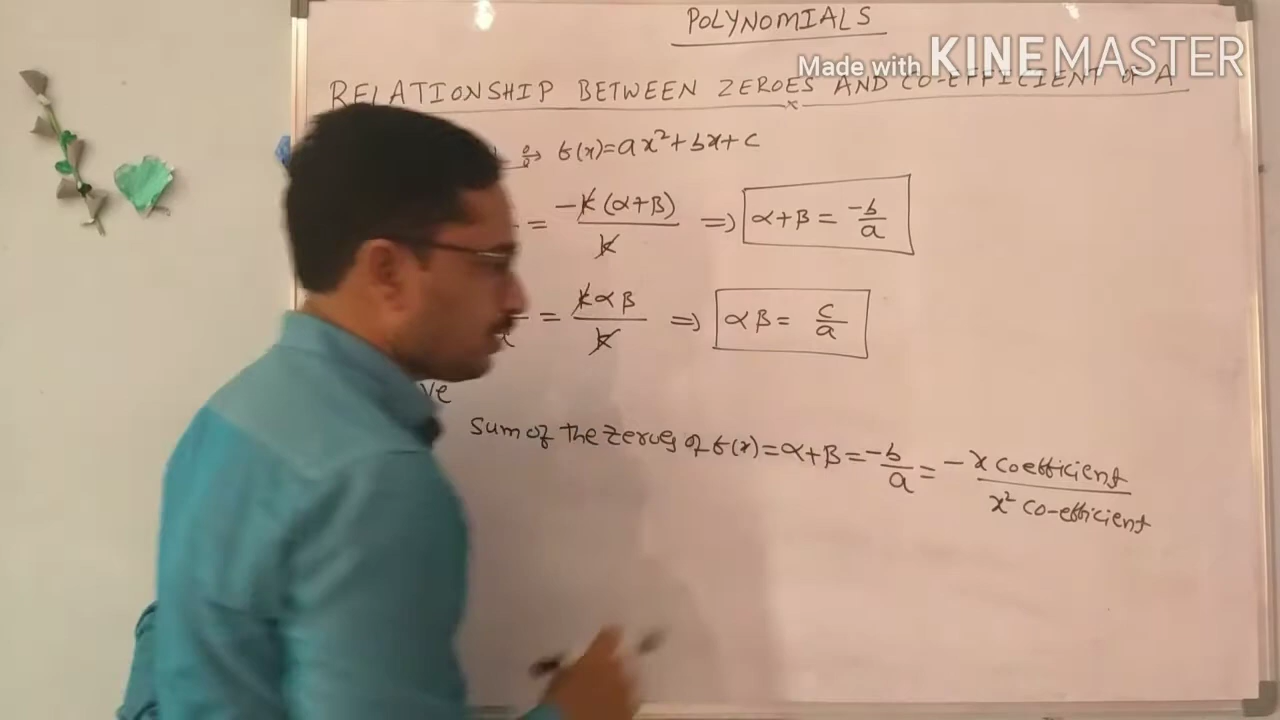 POLYNOMIALS
Made with KINEMASTER
RELATIONSHIP BETWEEN ZEROES AND CO-EFFICIENT OF A
f(x)=ax²+bx+c
= -k(α+β)/k ⇒ α+β = -b/a
= kαβ/k ⇒ αβ = c/a
ve
Sum of the zeroes of f(x)=α+β=-b/a= -x coefficient/x² co-efficient